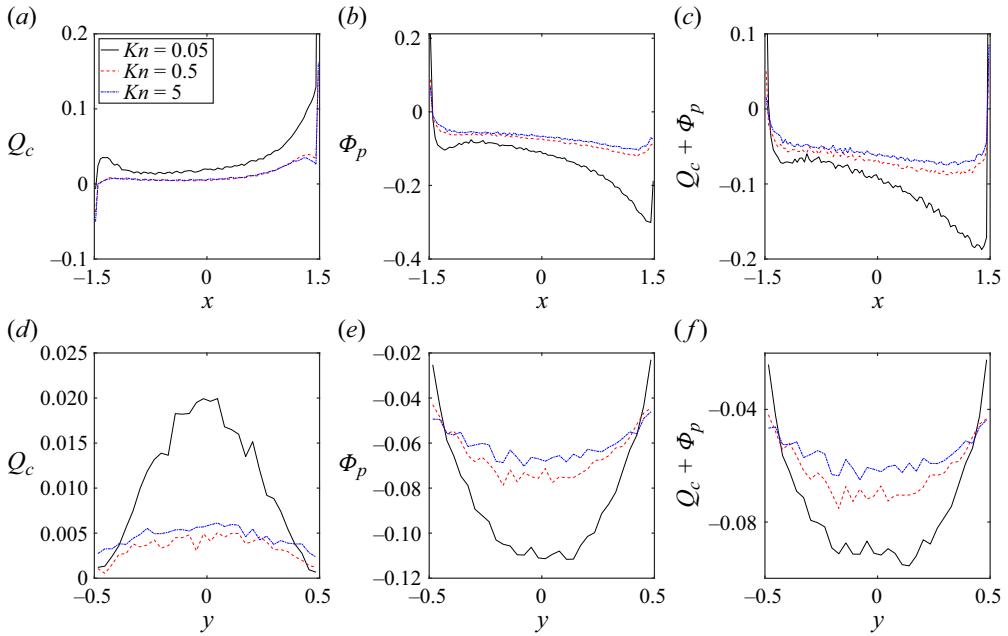 (a) (b) (c)
0.2 0.2 0.1
Kn = 0.05
Kn = 0.5
Kn = 5
0.1 0 0
Q_c Φ_p Q_c + Φ_p
0 −0.2 −0.1
−0.1 −0.4 −0.2
−1.5 0 1.5 −1.5 0 1.5 −1.5 0 1.5
x x x
(d) (e) (f)
0.025 −0.02
0.020 −0.04 −0.04
0.015 −0.06
Q_c Φ_p Q_c + Φ_p
0.010 −0.08 −0.08
0.005 −0.10
0 −0.12
−0.5 0 0.5 −0.5 0 0.5 −0.5 0 0.5
y y y